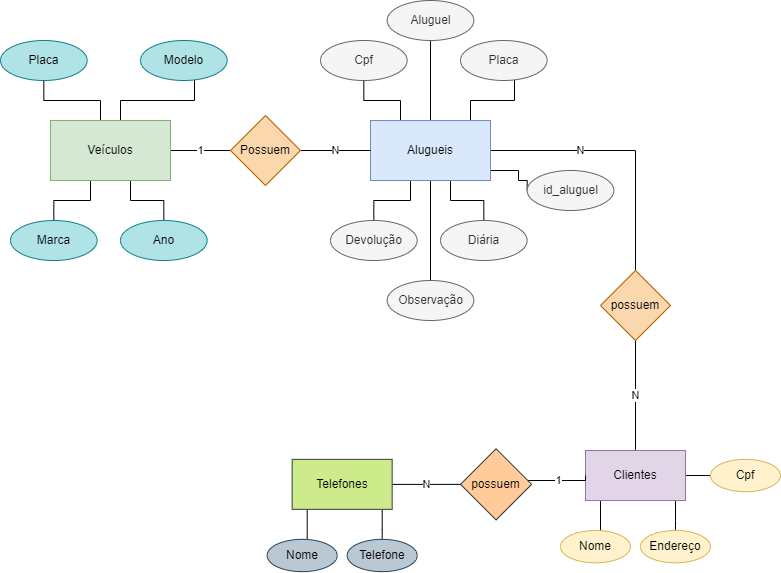 Aluguel
Placa
Modelo
Cpf
Placa
Veículos
1
Possuem
N
Alugueis
N
id_aluguel
Marca
Ano
Devolução
Diária
Observação
possuem
N
Telefones
N
possuem
1
Clientes
Cpf
Nome
Telefone
Nome
Endereço